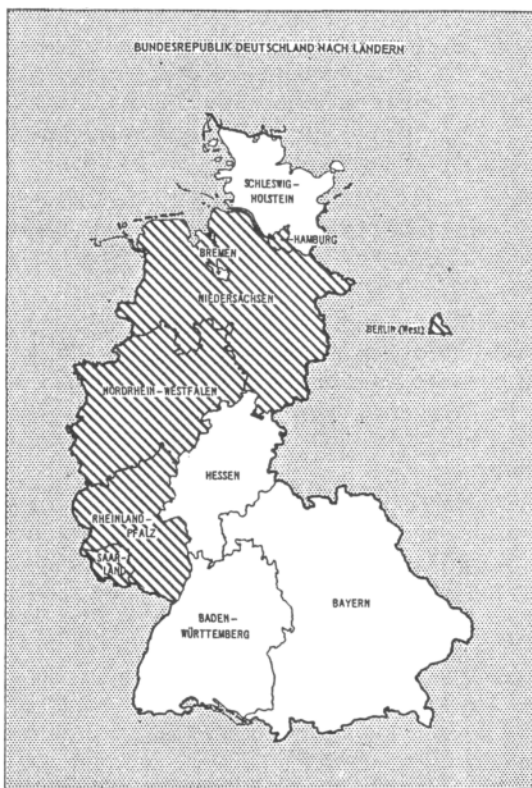 BUNDESREPUBLIK DEUTSCHLAND NACH LÄNDERN
SCHLESWIG-
HOLSTEIN
HAMBURG
BREMEN
NIEDERSACHSEN
BERLIN (West)
NORDRHEIN-WESTFALEN
HESSEN
RHEINLAND-
PFALZ
SAAR-
LAND
BAYERN
BADEN-
WÜRTTEMBERG